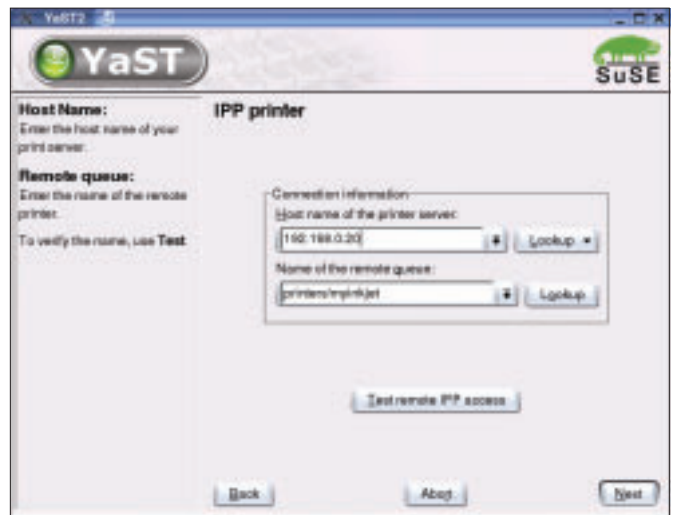 YaST2
YaST
SuSE
Host Name:
Enter the host name of your
print server.
Remote queue:
Enter the name of the remote
printer.
To verify the name, use Test.
IPP printer
Connection information
Host name of the printer server:
192.168.0.20
Lookup
Name of the remote queue:
printers/myinkjet
Lookup
Test remote IPP access
Back
Abort
Next